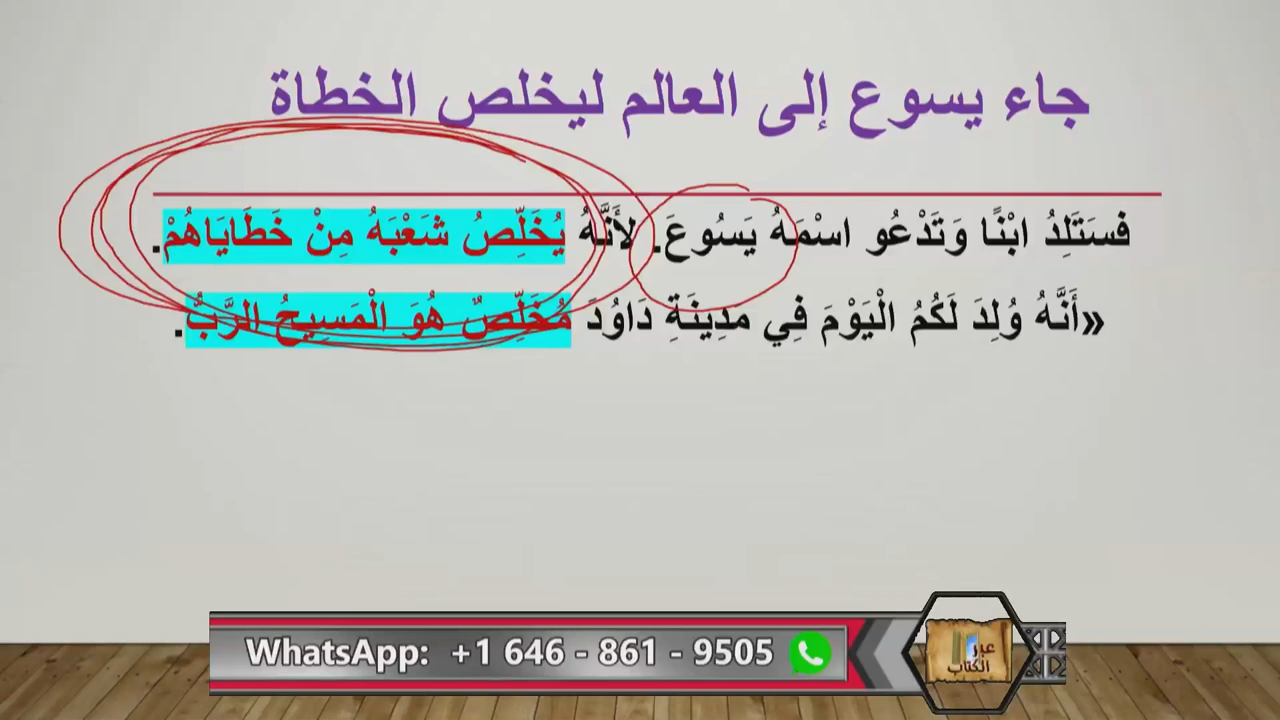 جاء يسوع إلى العالم ليخلص الخطاة
فَسَتَلِدُ ابْنًا وَتَدْعُو اسْمَهُ يَسُوعَ. لأَنَّهُ يُخَلِّصُ شَعْبَهُ مِنْ خَطَايَاهُمْ.
«أَنَّهُ وُلِدَ لَكُمُ الْيَوْمَ فِي مَدِينَةِ دَاوُدَ مُخَلِّصٌ هُوَ الْمَسِيحُ الرَّبُّ.
WhatsApp: +1 646 - 861 - 9505
عبر
الكتاب